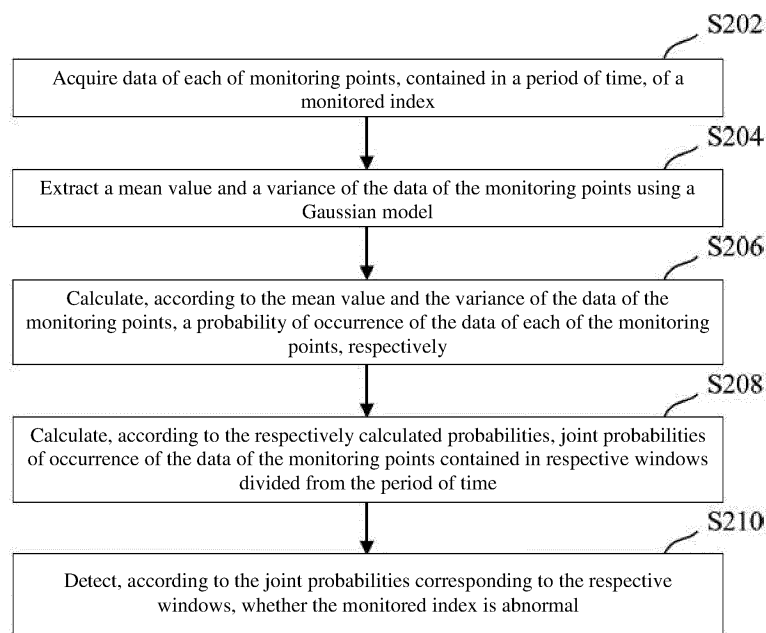 S202
Acquire data of each of monitoring points, contained in a period of time, of a
monitored index
S204
Extract a mean value and a variance of the data of the monitoring points using a
Gaussian model
S206
Calculate, according to the mean value and the variance of the data of the
monitoring points, a probability of occurrence of the data of each of the monitoring
points, respectively
S208
Calculate, according to the respectively calculated probabilities, joint probabilities
of occurrence of the data of the monitoring points contained in respective windows
divided from the period of time
S210
Detect, according to the joint probabilities corresponding to the respective
windows, whether the monitored index is abnormal